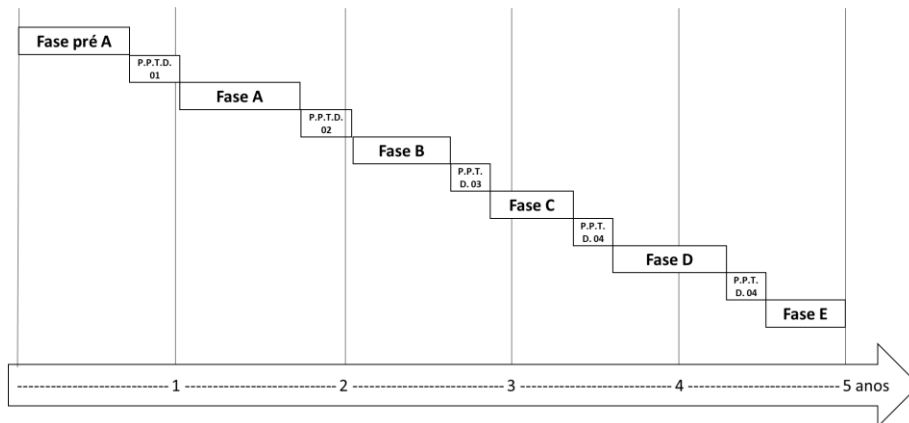 Fase pré A
P.P.T.D.
01
Fase A
P.P.T.D.
02
Fase B
P.P.T.
D. 03
Fase C
P.P.T.
D. 04
Fase D
P.P.T.
D. 04
Fase E
1
2
3
4
5 anos